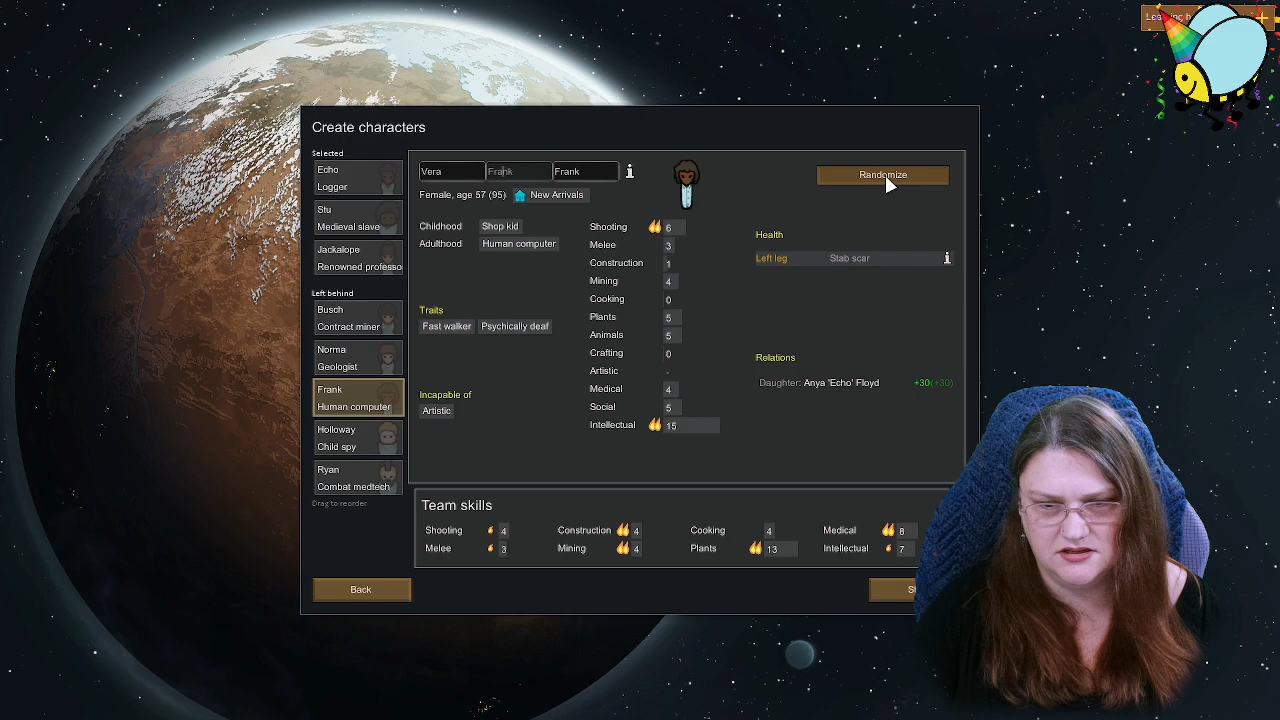 Create characters
Selected
Echo
Logger
Stu
Medieval slave
Jackalope
Renowned professo
Left behind
Busch
Contract miner
Norma
Geologist
Frank
Human computer
Holloway
Child spy
Ryan
Combat medtech
Drag to reorder
Vera Frank Frank
Randomize
Female, age 57 (95) New Arrivals
Childhood Shop kid
Adulthood Human computer
Traits
Fast walker Psychically deaf
Incapable of
Artistic
Shooting 6
Melee 3
Construction 1
Mining 4
Cooking 0
Plants 5
Animals 5
Crafting 0
Artistic -
Medical 4
Social 5
Intellectual 15
Health
Left leg Stab scar
Relations
Daughter: Anya 'Echo' Floyd +30(+30)
Team skills
Shooting 4 Construction 4 Cooking 4 Medical 8
Melee 3 Mining 4 Plants 13 Intellectual 7
Back